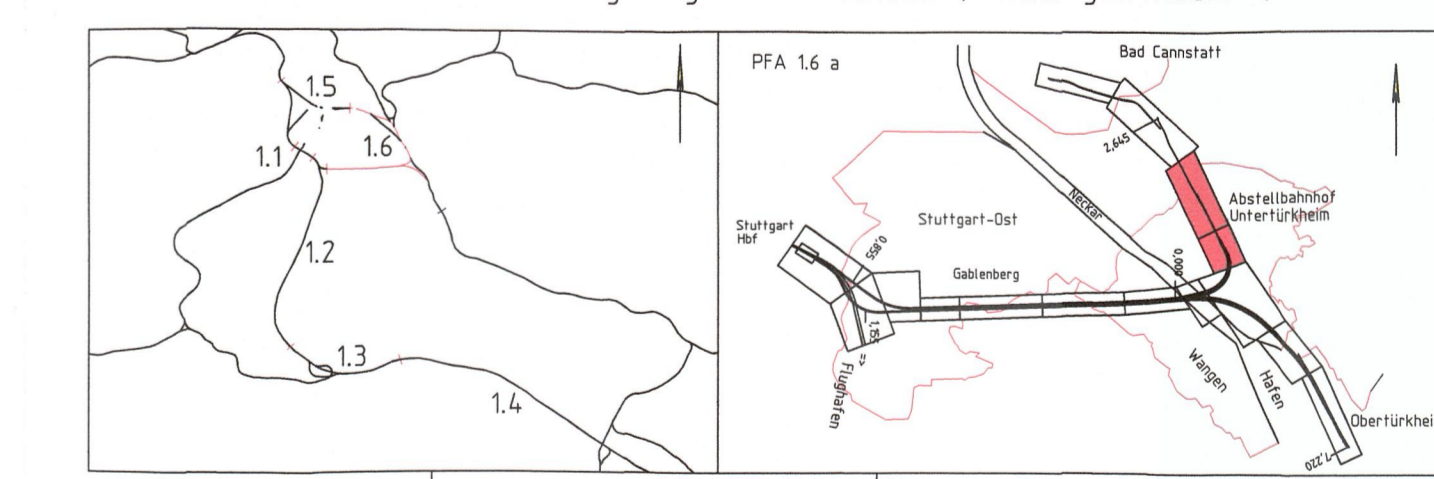 1.5
1.6
1.1
1.2
1.3
1.4
PFA 1.6 a
Bad Cannstatt
2,645
Neckar
Abstellbahnhof
Untertürkheim
Stuttgart-Ost
Stuttgart
Hbf
0,855
0,000
Gablenberg
1,155
=>
Flughafen
Wangen
Hafen
Obertürkhei
7,220